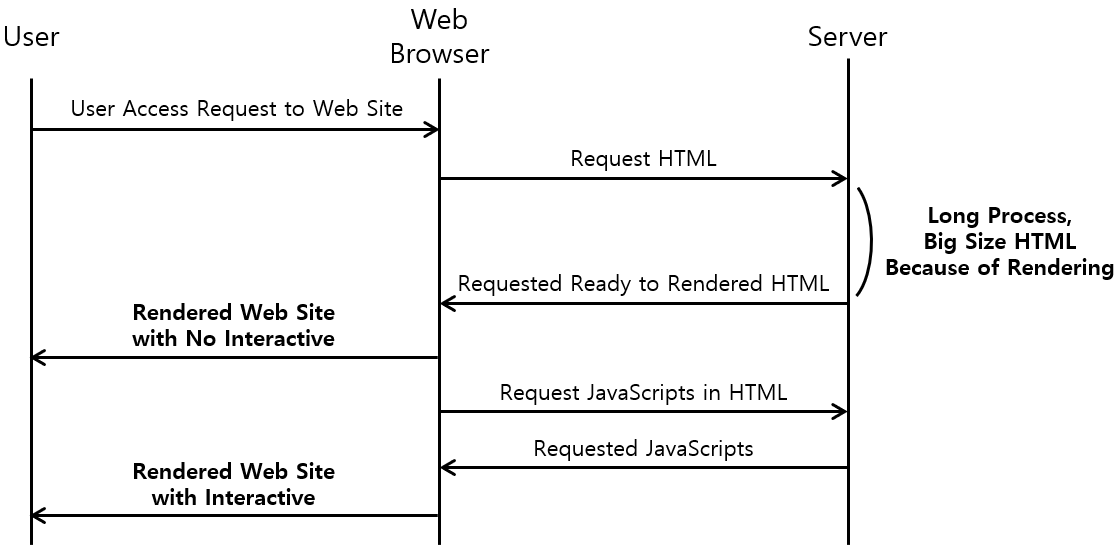 User
Web
Browser
Server
User Access Request to Web Site
Request HTML
Long Process,
Big Size HTML
Because of Rendering
Requested Ready to Rendered HTML
Rendered Web Site
with No Interactive
Request JavaScripts in HTML
Requested JavaScripts
Rendered Web Site
with Interactive